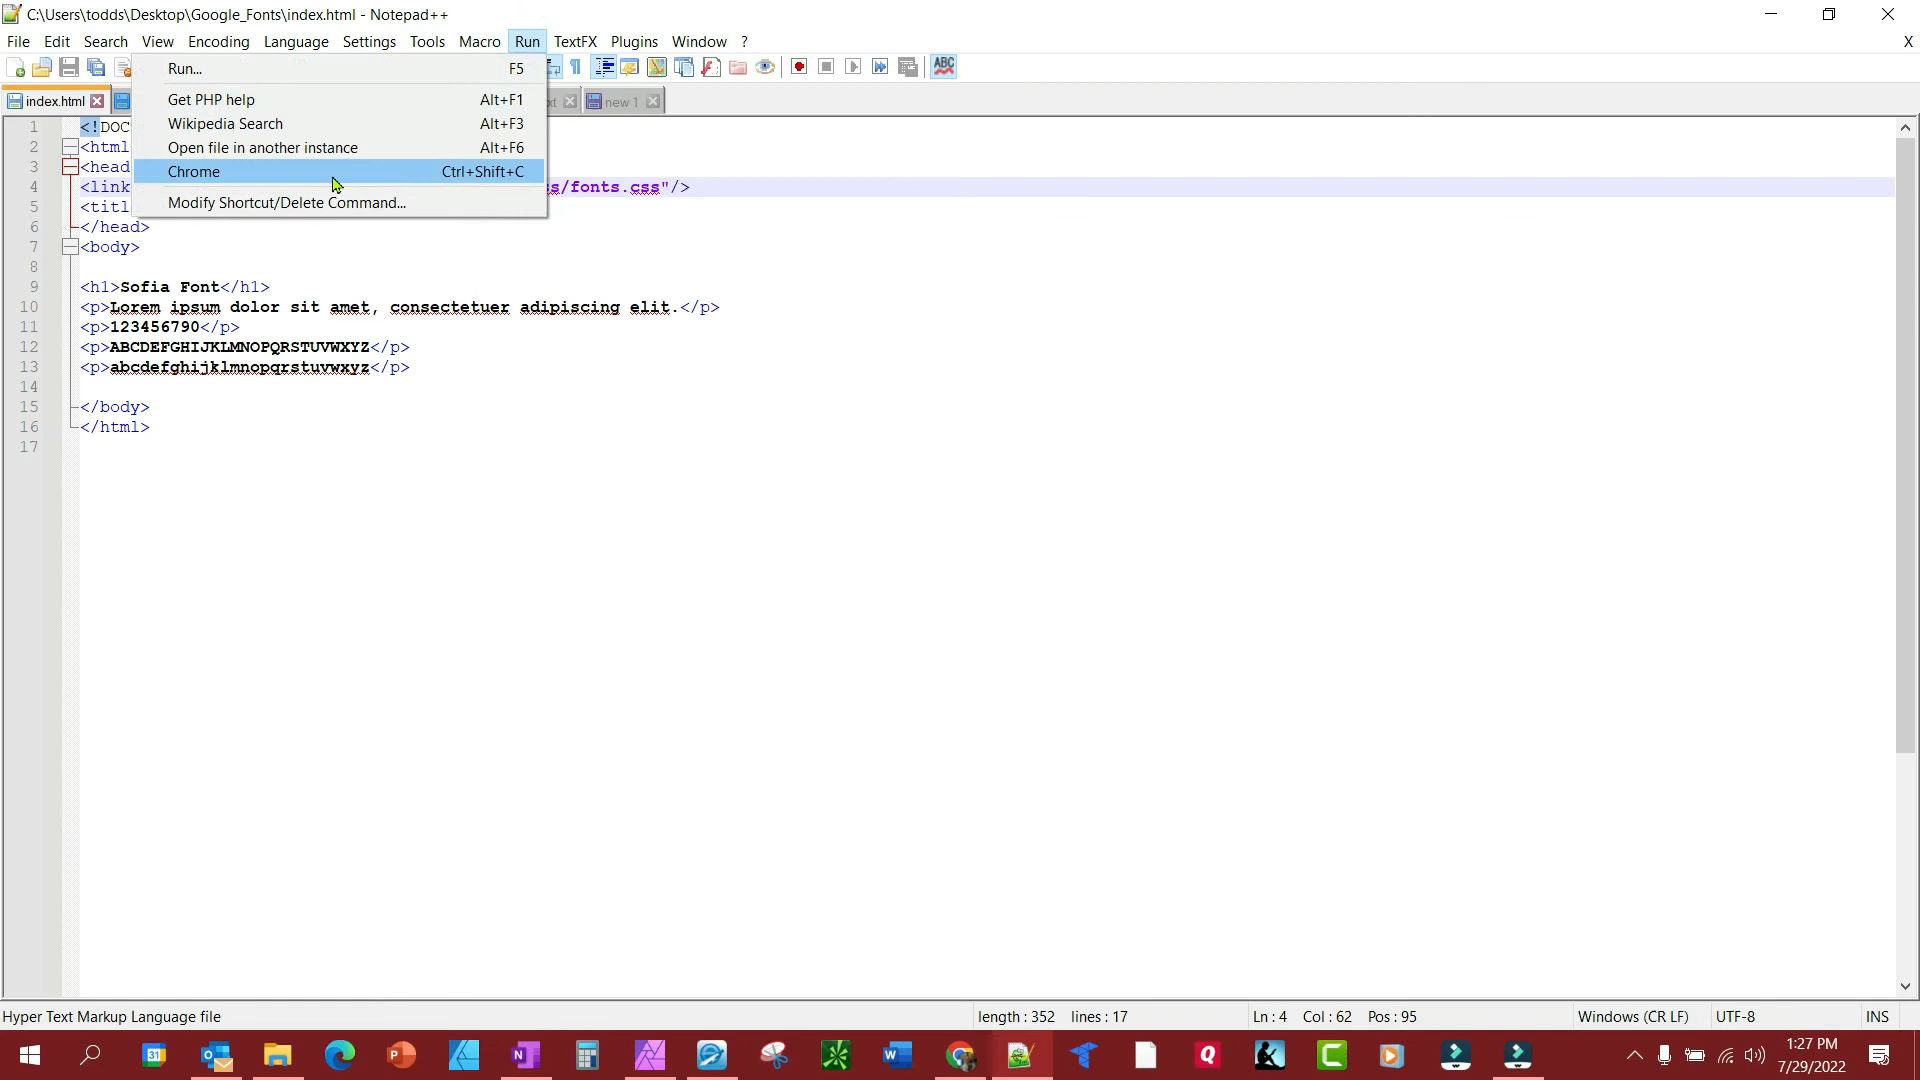 C:\Users\todds\Desktop\Google_Fonts\index.html - Notepad++
File Edit Search View Encoding Language Settings Tools Macro Run TextFX Plugins Window ? X
Run... F5
Get PHP help Alt+F1
Wikipedia Search Alt+F3
Open file in another instance Alt+F6
Chrome Ctrl+Shift+C
Modify Shortcut/Delete Command...
ABC
index.html new 1
1 <!DOC
2 <html
3 <head
4 <link /fonts.css"/>
5 <titl
6 </head>
7 <body>
8
9 <h1>Sofia Font</h1>
10 <p>Lorem ipsum dolor sit amet, consectetuer adipiscing elit.</p>
11 <p>123456790</p>
12 <p>ABCDEFGHIJKLMNOPQRSTUVWXYZ</p>
13 <p>abcdefghijklmnopqrstuvwxyz</p>
14
15 </body>
16 </html>
17
Hyper Text Markup Language file length : 352 lines : 17 Ln : 4 Col : 62 Pos : 95 Windows (CR LF) UTF-8 INS
1:27 PM
7/29/2022